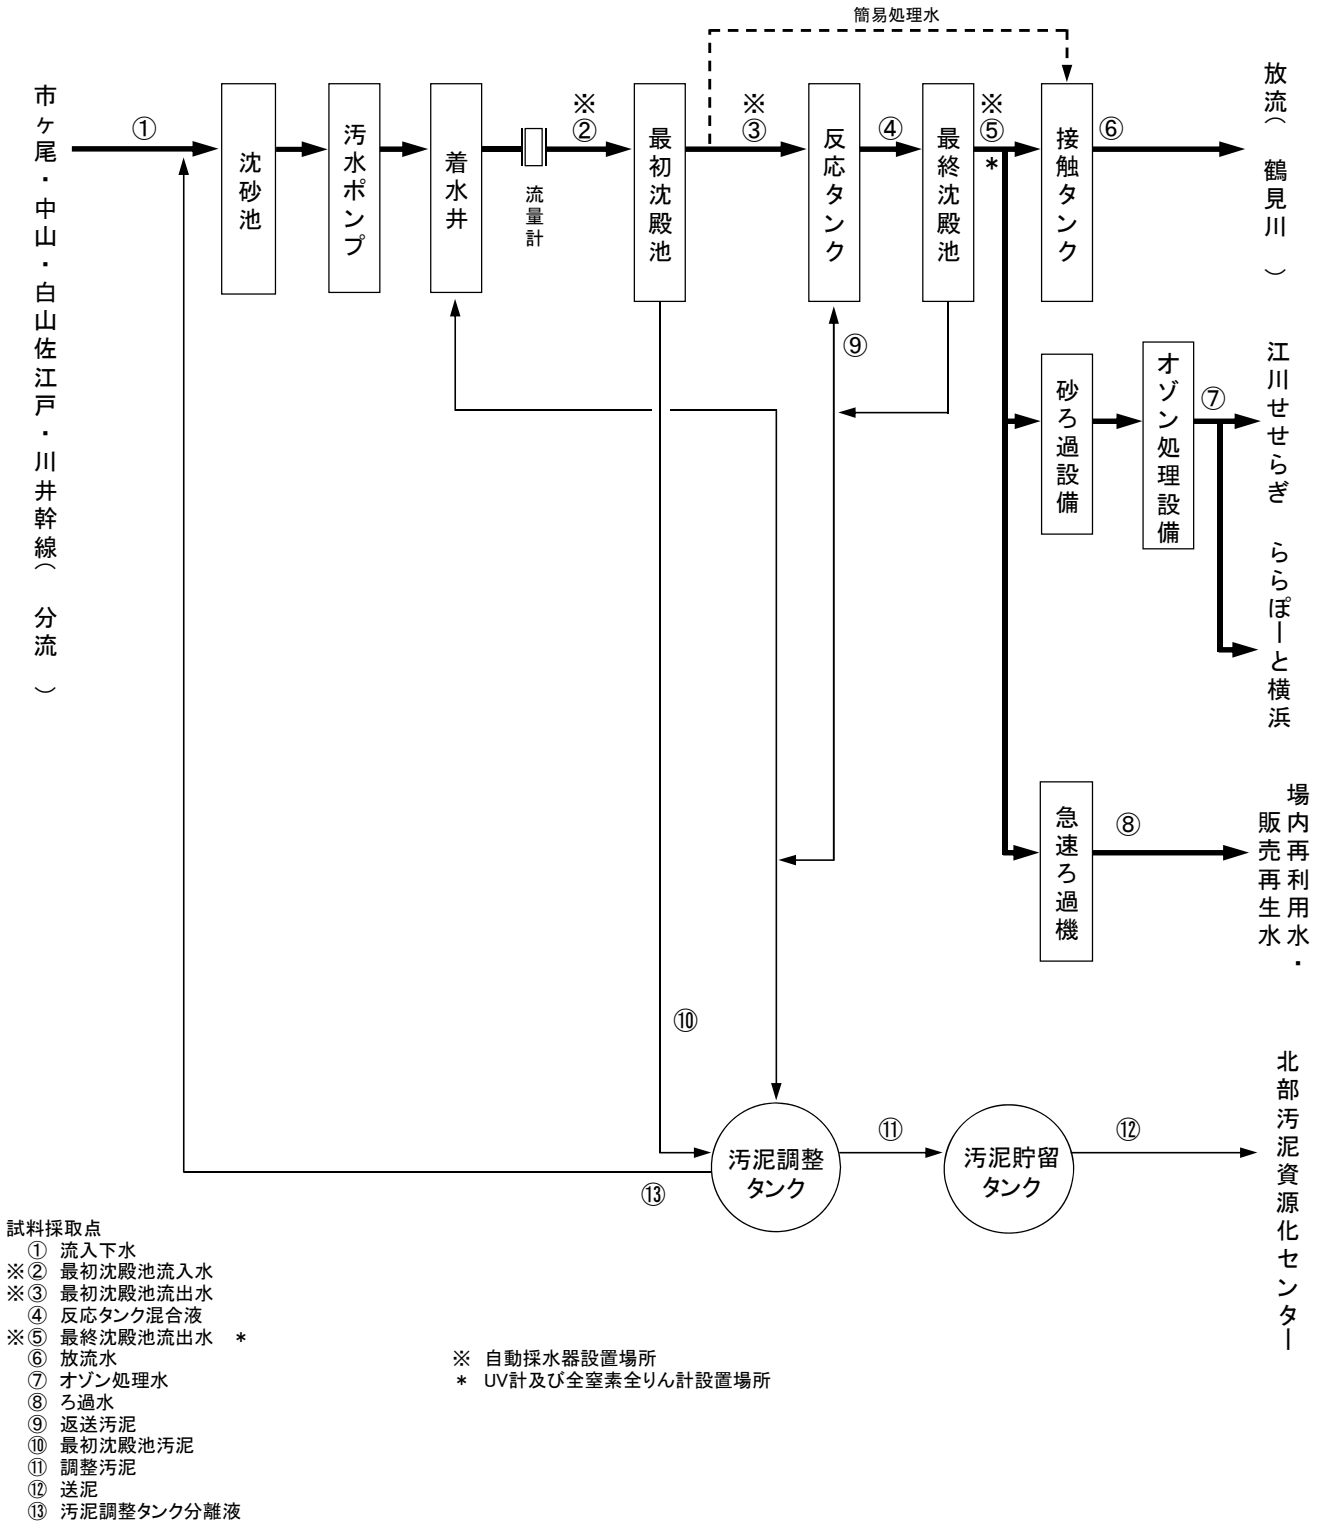 簡易処理水
市ヶ尾・中山・白山佐江戸・川井幹線（分流）
①
沈砂池
汚水ポンプ
着水井
流量計
※
②
最初沈殿池
※
③
反応タンク
④
最終沈殿池
※
⑤
*
接触タンク
⑥
放流（鶴見川）
⑨
砂ろ過設備
オゾン処理設備
⑦
江川せせらぎ
ららぽーと横浜
急速ろ過機
⑧
場内再利用水・
販売再生水
⑩
汚泥調整
タンク
⑪
汚泥貯留
タンク
⑫
北部汚泥資源化センター
⑬
試料採取点
① 流入下水
※② 最初沈殿池流入水
※③ 最初沈殿池流出水
④ 反応タンク混合液
※⑤ 最終沈殿池流出水 *
⑥ 放流水
⑦ オゾン処理水
⑧ ろ過水
⑨ 返送汚泥
⑩ 最初沈殿池汚泥
⑪ 調整汚泥
⑫ 送泥
⑬ 汚泥調整タンク分離液
※ 自動採水器設置場所
* UV計及び全窒素全りん計設置場所